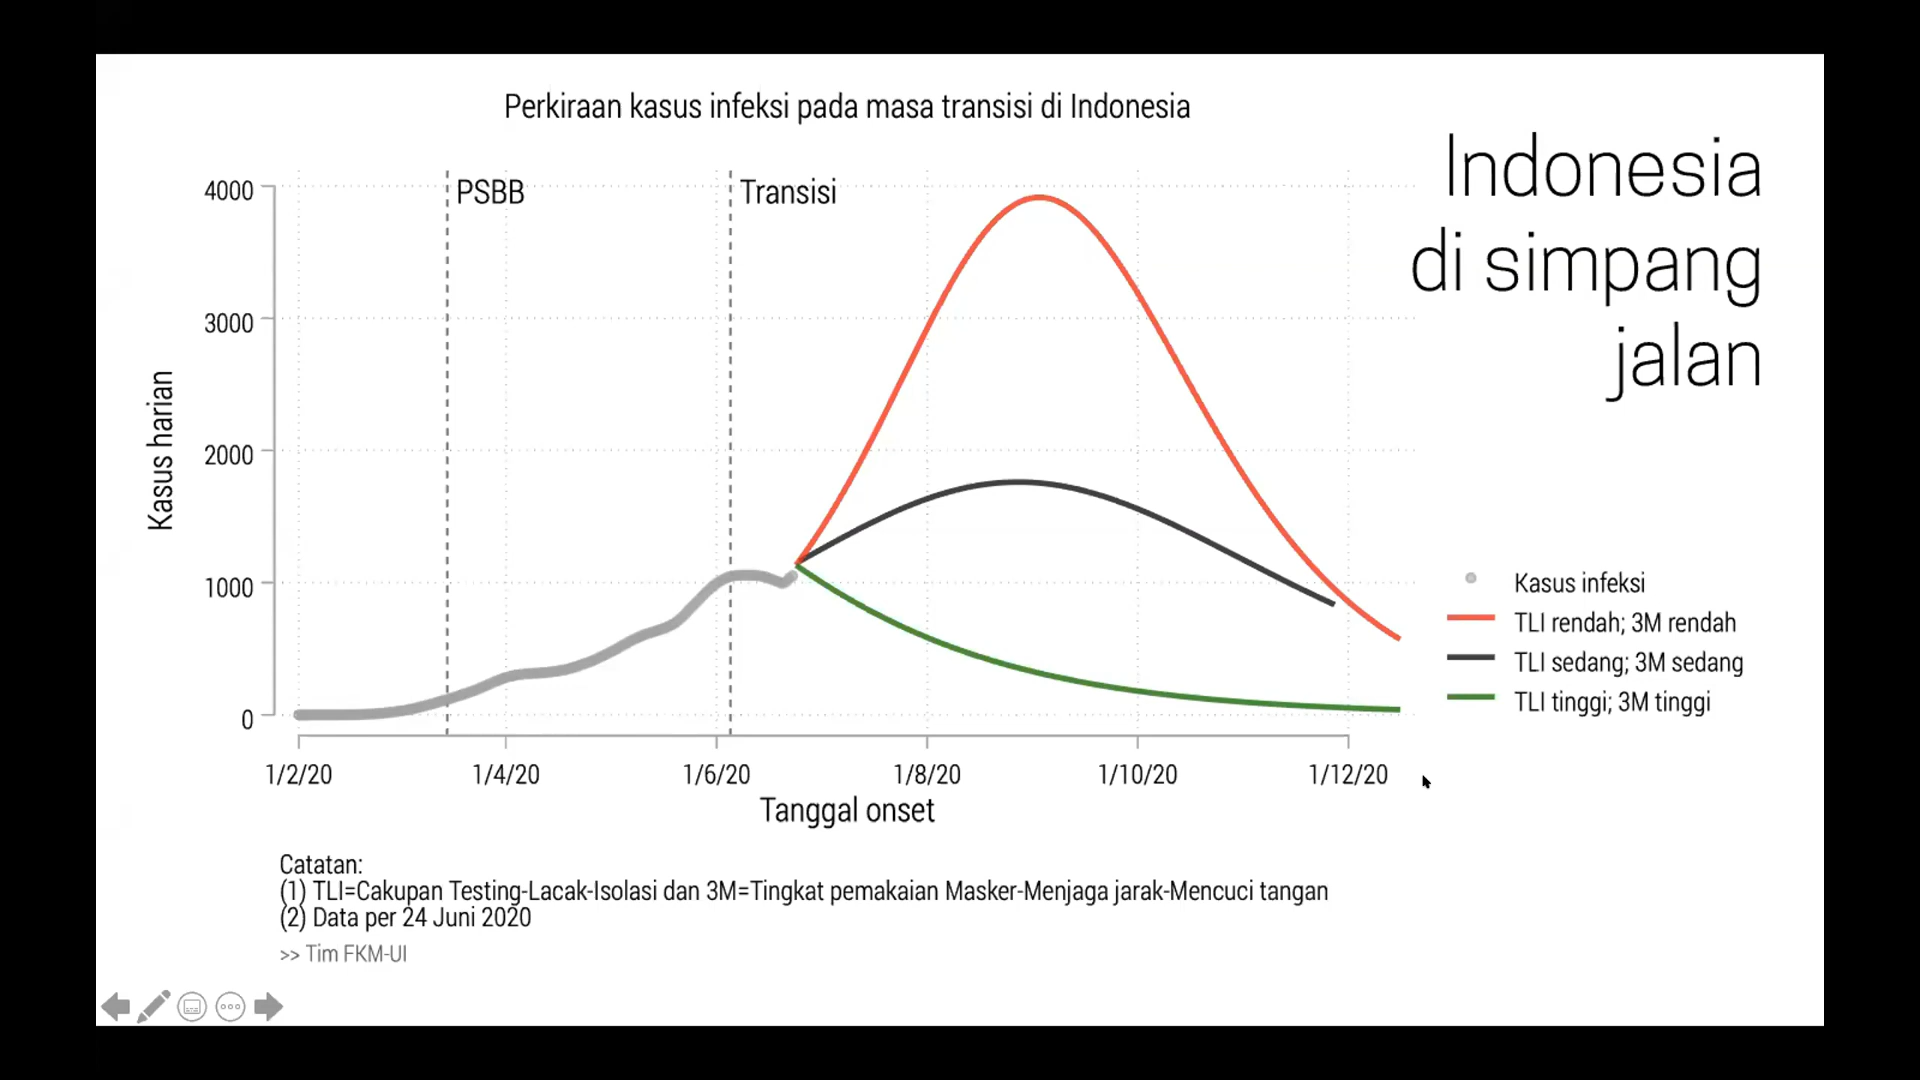 Perkiraan kasus infeksi pada masa transisi di Indonesia
Indonesia
di simpang
jalan
PSBB
Transisi
4000
3000
2000
1000
0
Kasus harian
1/2/20
1/4/20
1/6/20
1/8/20
1/10/20
1/12/20
Tanggal onset
Kasus infeksi
TLI rendah; 3M rendah
TLI sedang; 3M sedang
TLI tinggi; 3M tinggi
Catatan:
(1) TLI=Cakupan Testing-Lacak-Isolasi dan 3M=Tingkat pemakaian Masker-Menjaga jarak-Mencuci tangan
(2) Data per 24 Juni 2020
>> Tim FKM-UI